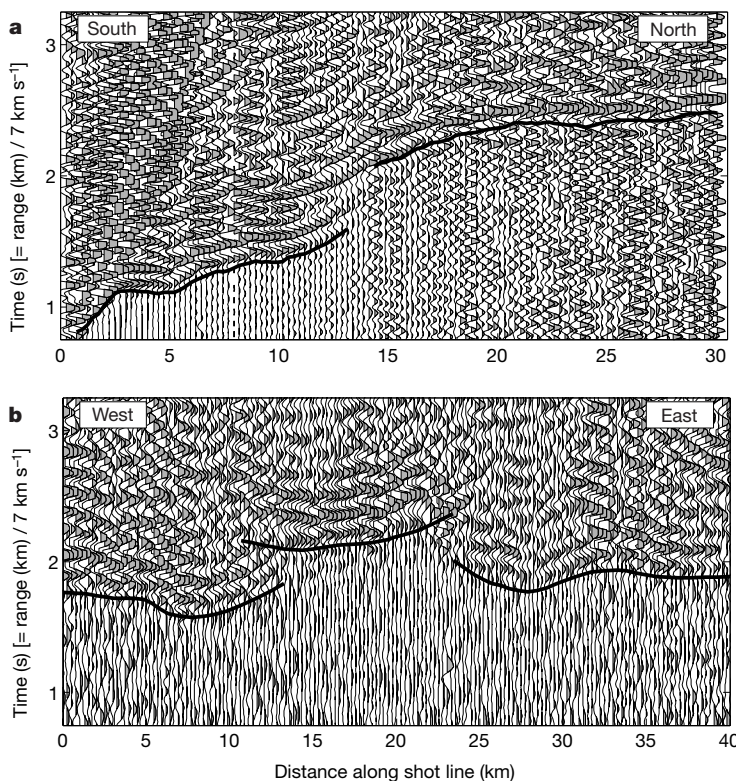 a
South
North
Time (s) [= range (km) / 7 km s⁻¹]
3
2
1
0 5 10 15 20 25 30
b
West
East
Time (s) [= range (km) / 7 km s⁻¹]
3
2
1
0 5 10 15 20 25 30 35 40
Distance along shot line (km)